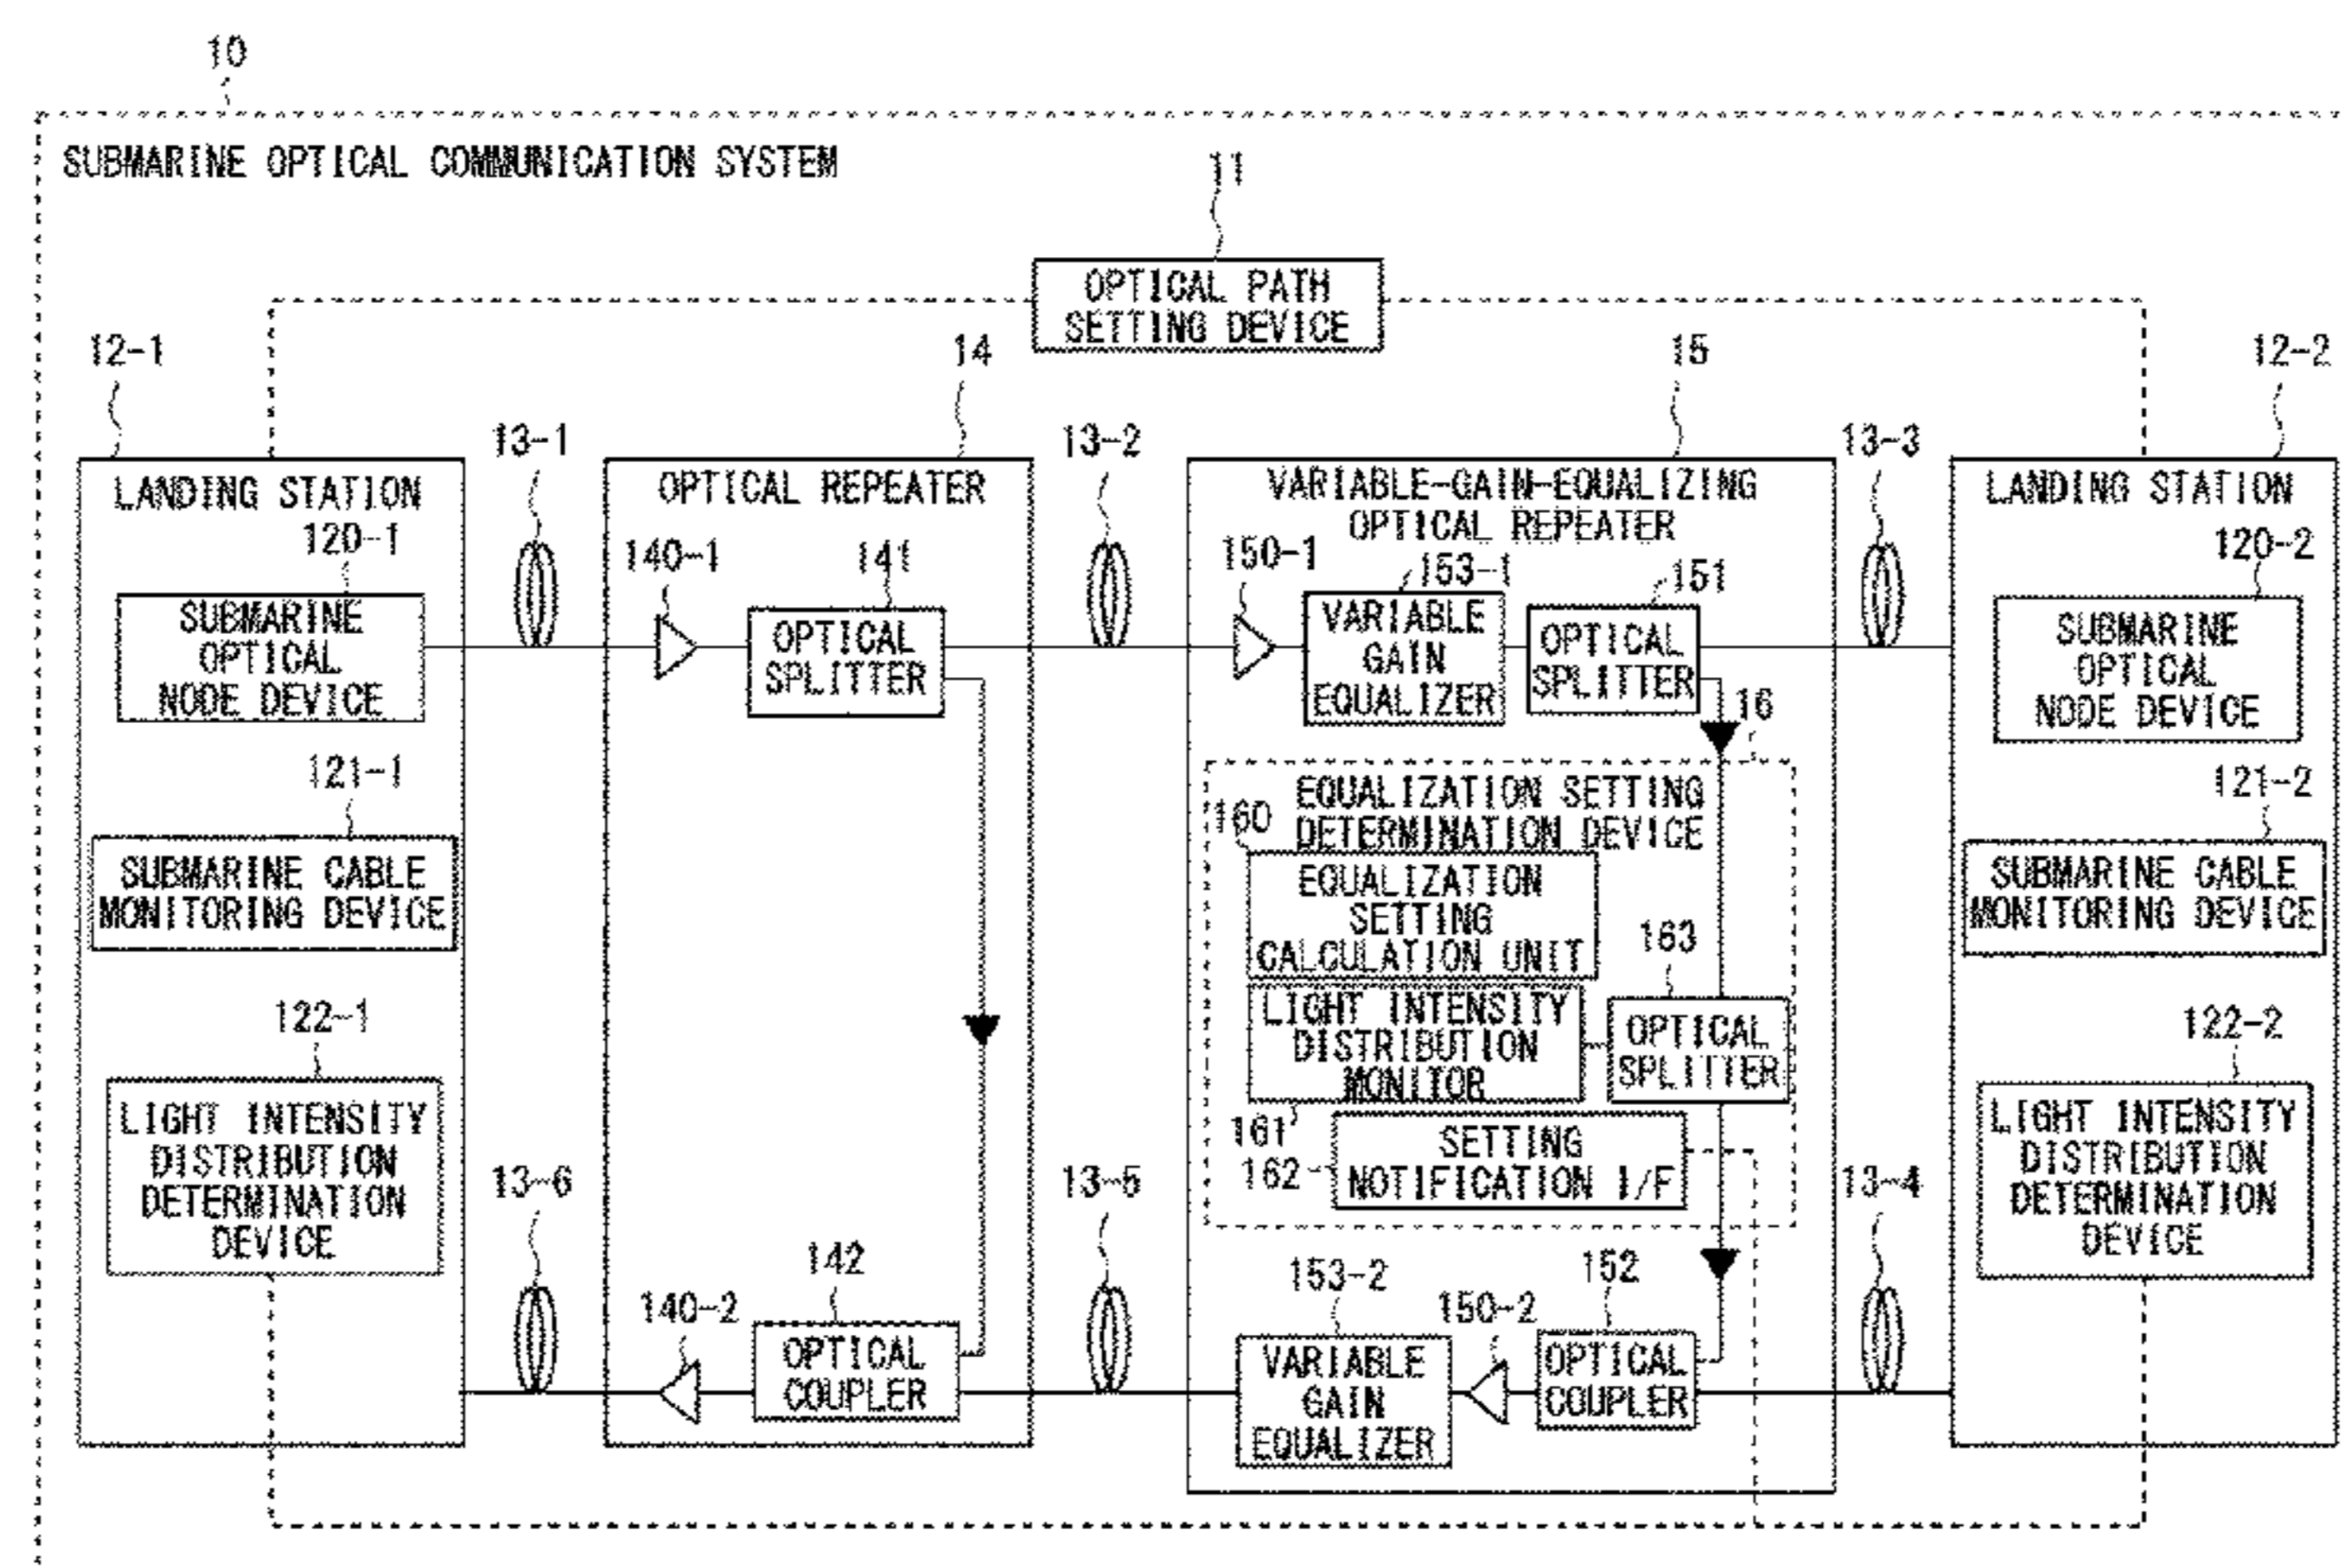 10
SUBMARINE OPTICAL COMMUNICATION SYSTEM
11
OPTICAL PATH
SETTING DEVICE
12-1
14
15
12-2
13-1
13-2
13-3
LANDING STATION
120-1
SUBMARINE
OPTICAL
NODE DEVICE
121-1
SUBMARINE CABLE
MONITORING DEVICE
122-1
LIGHT INTENSITY
DISTRIBUTION
DETERMINATION
DEVICE
13-6
OPTICAL REPEATER
140-1
141
OPTICAL
SPLITTER
142
140-2
OPTICAL
COUPLER
13-5
VARIABLE-GAIN-EQUALIZING
OPTICAL REPEATER
150-1
153-1
151
VARIABLE
GAIN
EQUALIZER
OPTICAL
SPLITTER
16
EQUALIZATION SETTING
DETERMINATION DEVICE
160
EQUALIZATION
SETTING
CALCULATION UNIT
163
LIGHT INTENSITY
DISTRIBUTION
MONITOR
OPTICAL
SPLITTER
161
162
SETTING
NOTIFICATION I/F
153-2
150-2
152
VARIABLE
GAIN
EQUALIZER
OPTICAL
COUPLER
13-4
LANDING STATION
120-2
SUBMARINE
OPTICAL
NODE DEVICE
121-2
SUBMARINE CABLE
MONITORING DEVICE
122-2
LIGHT INTENSITY
DISTRIBUTION
DETERMINATION
DEVICE